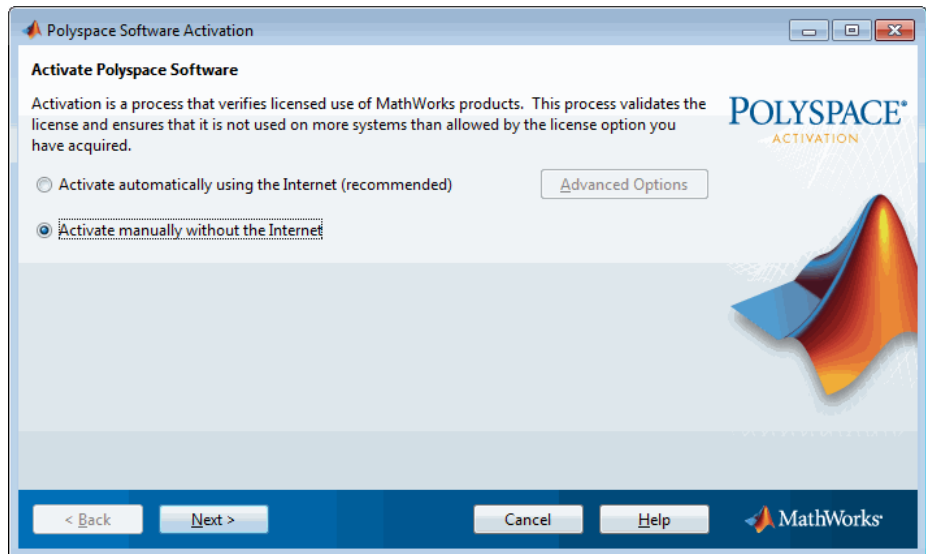 Polyspace Software Activation
Activate Polyspace Software
Activation is a process that verifies licensed use of MathWorks products. This process validates the
license and ensures that it is not used on more systems than allowed by the license option you
have acquired.
POLYSPACE®
ACTIVATION
Activate automatically using the Internet (recommended)
Advanced Options
Activate manually without the Internet
< Back
Next >
Cancel
Help
MathWorks®